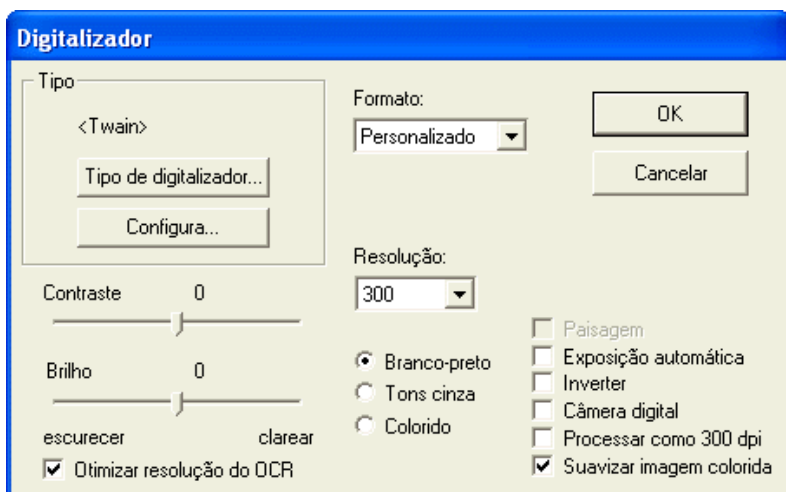 Digitalizador
Tipo
<Twain>
Tipo de digitalizador...
Configura...
Formato:
Personalizado
OK
Cancelar
Resolução:
300
Contraste 0
Brilho 0
escurecer clarear
Otimizar resolução do OCR
Branco-preto
Tons cinza
Colorido
Paisagem
Exposição automática
Inverter
Câmera digital
Processar como 300 dpi
Suavizar imagem colorida